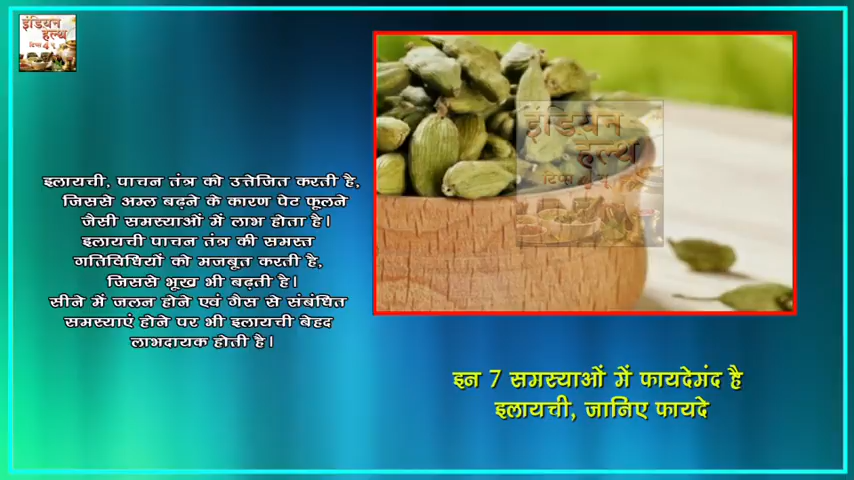 इंडियन
हेल्थ
टिप्स 4 यू
इलायची, पाचन तंत्र को उत्तेजित करती है,
जिससे अम्ल बढ़ने के कारण पेट फूलने
जैसी समस्याओं में लाभ होता है।
इलायची पाचन तंत्र की समस्त
गतिविधियों को मजबूत करती है,
जिससे भूख भी बढ़ती है।
सीने में जलन होने एवं गैस से संबंधित
समस्याएं होने पर भी इलायची बेहद
लाभदायक होती है।
इंडियन
हेल्थ
टिप्स 4 यू
इन 7 समस्याओं में फायदेमंद है
इलायची, जानिए फायदे